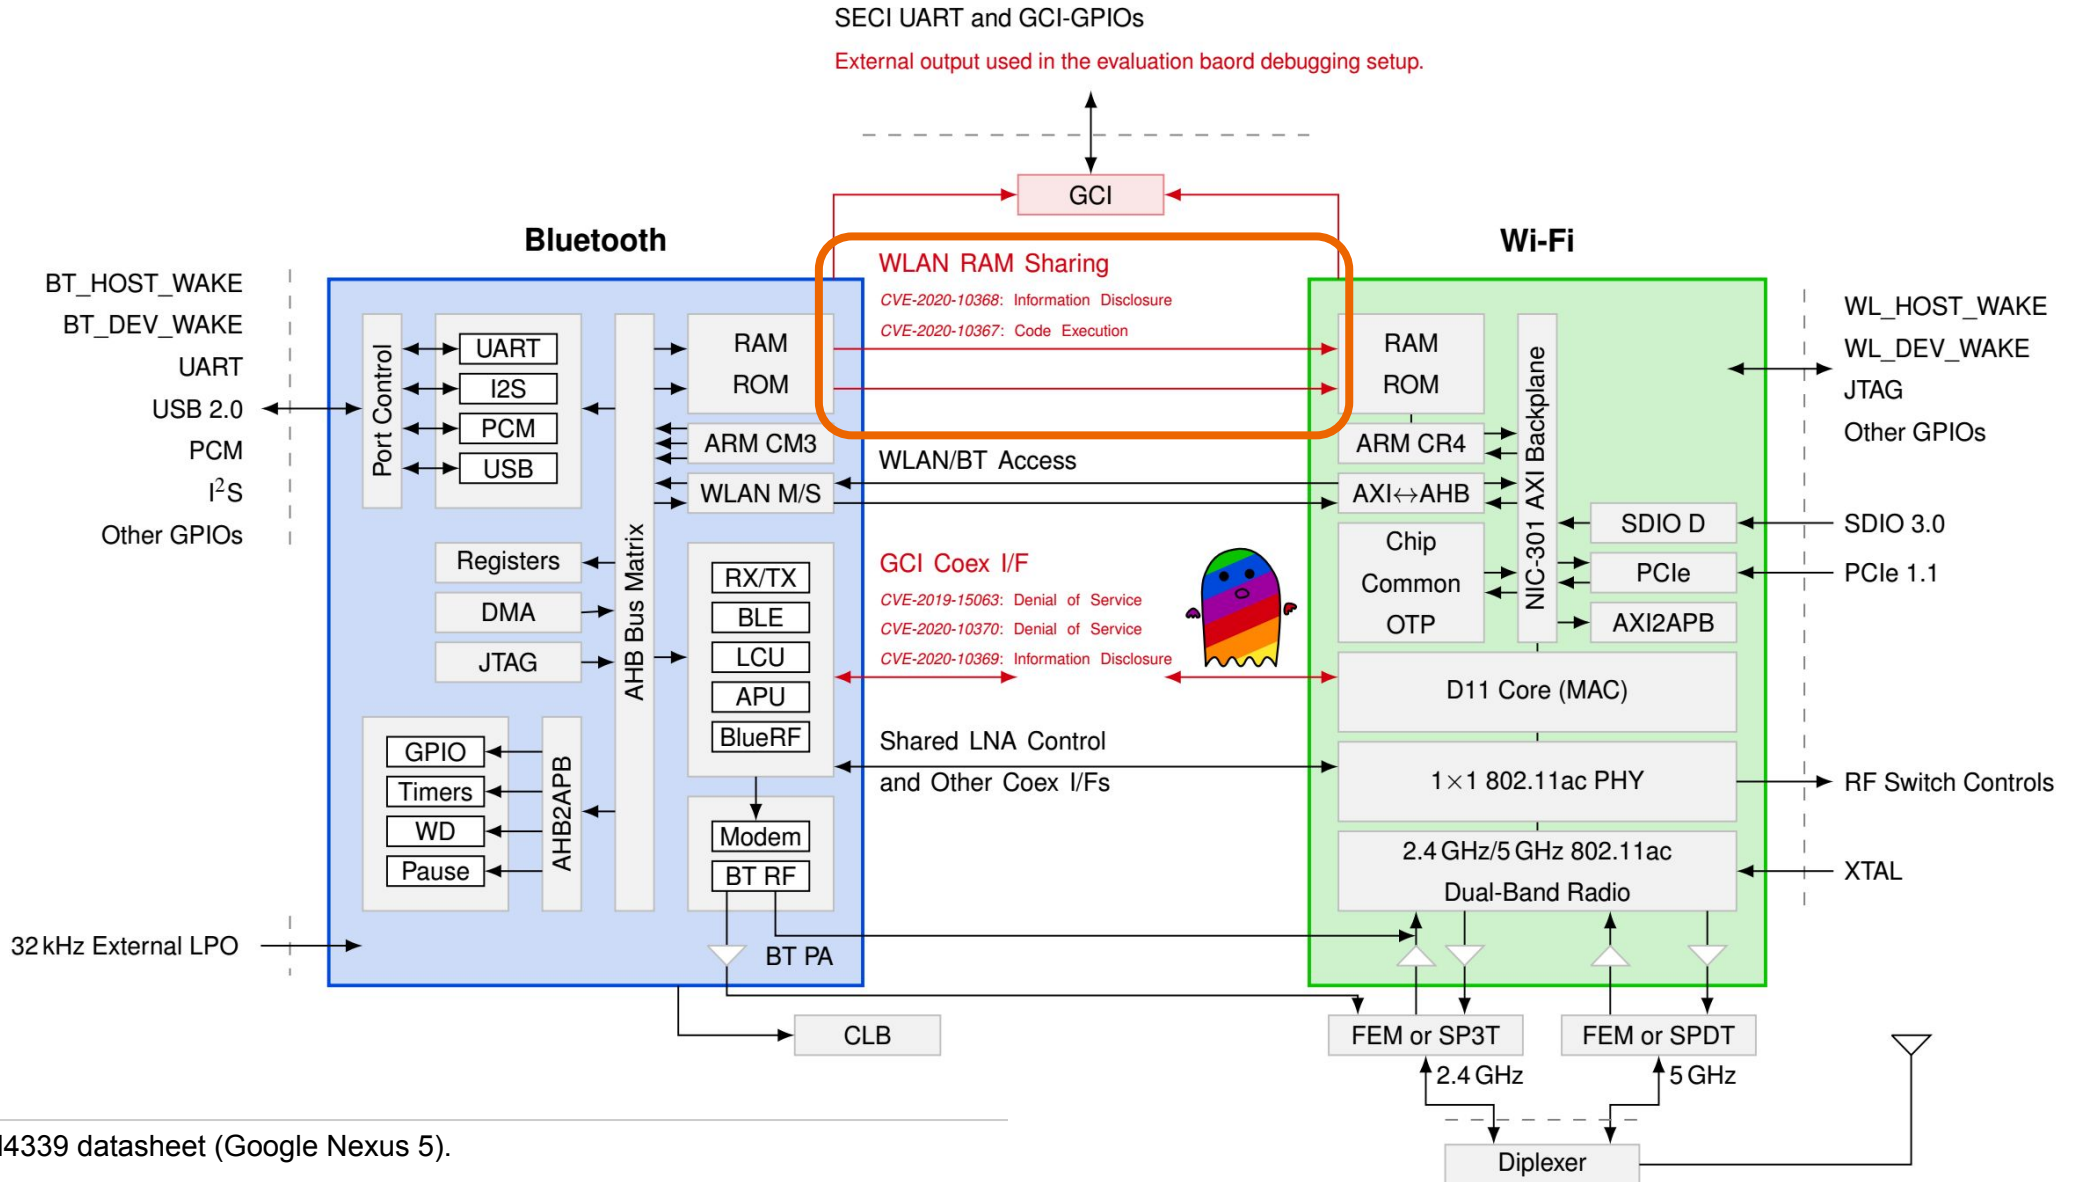 SECI UART and GCI-GPIOs
External output used in the evaluation baord debugging setup.
GCI
Bluetooth
Wi-Fi
BT_HOST_WAKE
BT_DEV_WAKE
UART
USB 2.0
PCM
I²S
Other GPIOs
32 kHz External LPO
Port Control
UART
I2S
PCM
USB
Registers
DMA
JTAG
GPIO
Timers
WD
Pause
AHB2APB
AHB Bus Matrix
RAM
ROM
ARM CM3
WLAN M/S
RX/TX
BLE
LCU
APU
BlueRF
Modem
BT RF
BT PA
CLB
WLAN RAM Sharing
CVE-2020-10368: Information Disclosure
CVE-2020-10367: Code Execution
WLAN/BT Access
GCI Coex I/F
CVE-2019-15063: Denial of Service
CVE-2020-10370: Denial of Service
CVE-2020-10369: Information Disclosure
Shared LNA Control
and Other Coex I/Fs
RAM
ROM
ARM CR4
AXI↔AHB
Chip
Common
OTP
NIC-301 AXI Backplane
SDIO D
PCIe
AXI2APB
D11 Core (MAC)
1×1 802.11ac PHY
2.4 GHz/5 GHz 802.11ac
Dual-Band Radio
FEM or SP3T
FEM or SPDT
2.4 GHz
5 GHz
Diplexer
WL_HOST_WAKE
WL_DEV_WAKE
JTAG
Other GPIOs
SDIO 3.0
PCIe 1.1
RF Switch Controls
XTAL
4339 datasheet (Google Nexus 5).